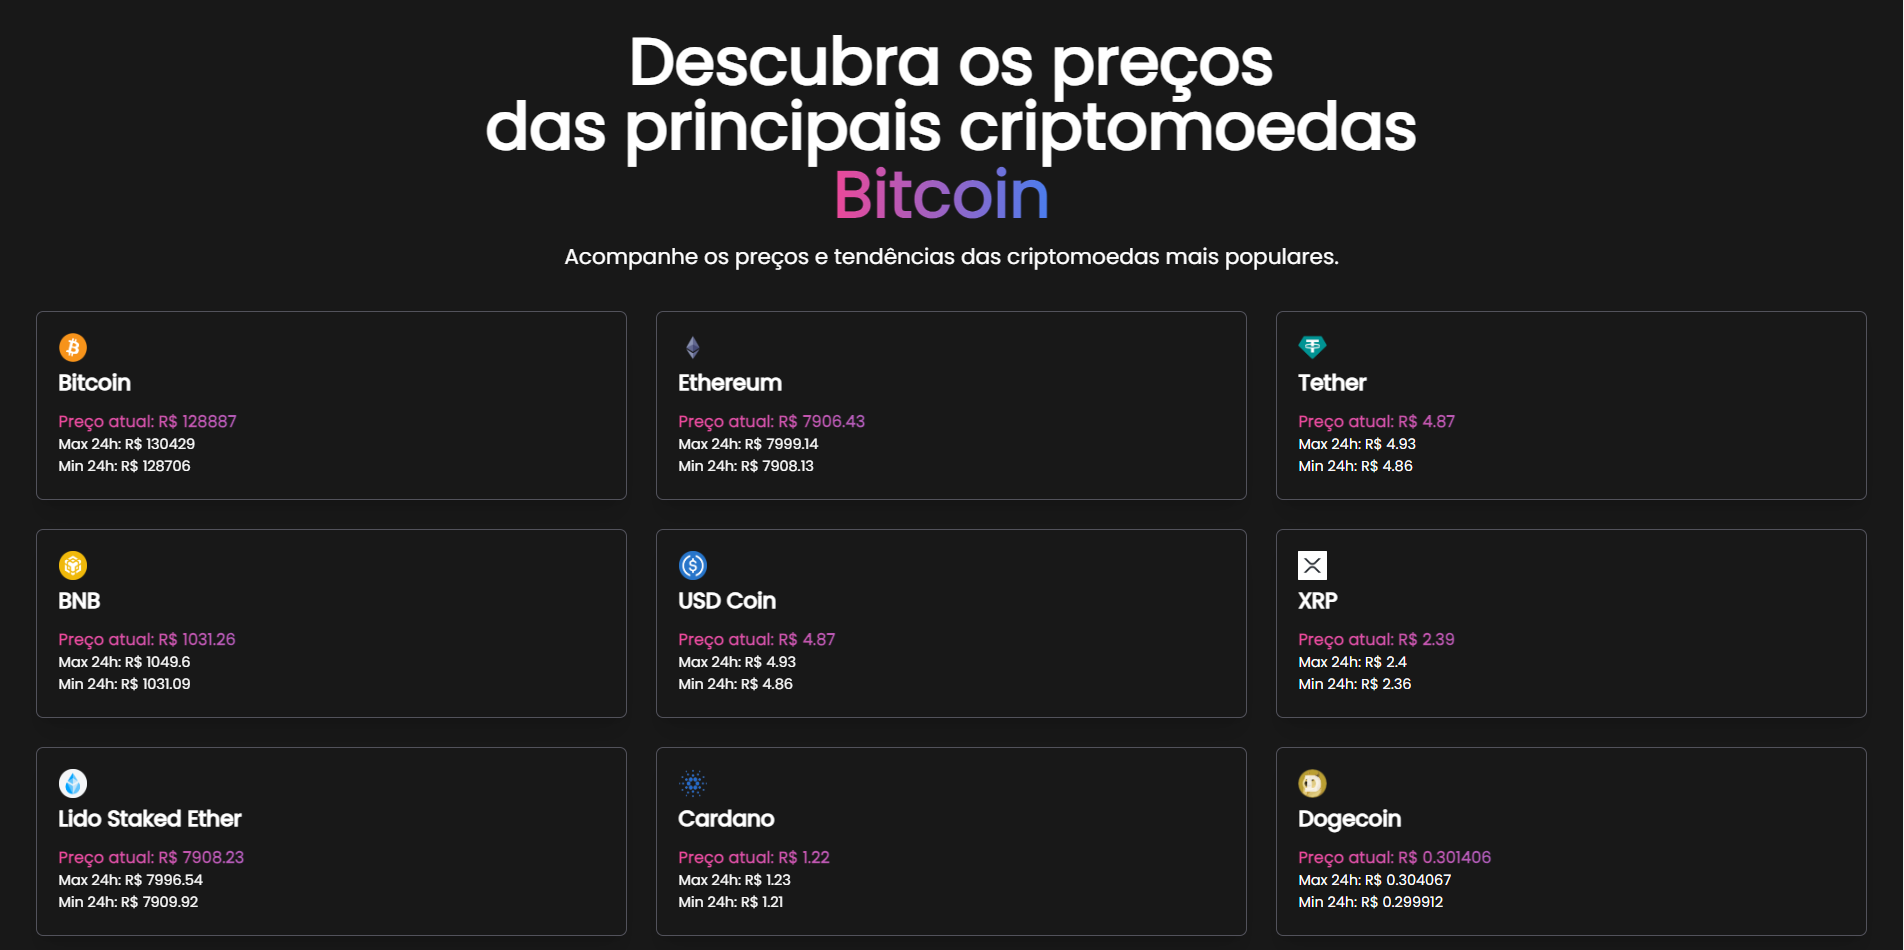 Descubra os preços
das principais criptomoedas
Bitcoin
Acompanhe os preços e tendências das criptomoedas mais populares.
Bitcoin
Preço atual: R$ 128887
Max 24h: R$ 130429
Min 24h: R$ 128706
Ethereum
Preço atual: R$ 7906.43
Max 24h: R$ 7999.14
Min 24h: R$ 7908.13
Tether
Preço atual: R$ 4.87
Max 24h: R$ 4.93
Min 24h: R$ 4.86
BNB
Preço atual: R$ 1031.26
Max 24h: R$ 1049.6
Min 24h: R$ 1031.09
USD Coin
Preço atual: R$ 4.87
Max 24h: R$ 4.93
Min 24h: R$ 4.86
XRP
Preço atual: R$ 2.39
Max 24h: R$ 2.4
Min 24h: R$ 2.36
Lido Staked Ether
Preço atual: R$ 7908.23
Max 24h: R$ 7996.54
Min 24h: R$ 7909.92
Cardano
Preço atual: R$ 1.22
Max 24h: R$ 1.23
Min 24h: R$ 1.21
Dogecoin
Preço atual: R$ 0.301406
Max 24h: R$ 0.304067
Min 24h: R$ 0.299912